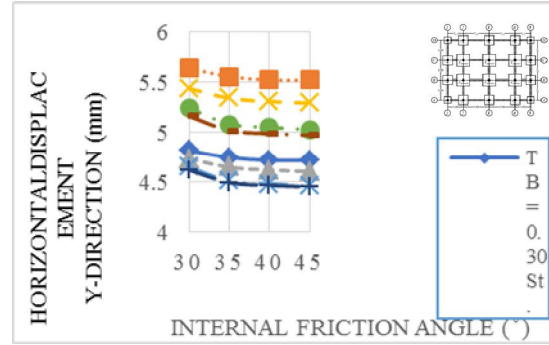 HORIZONTALDISPLAC
EMENT
Y-DIRECTION (mm)
6
5.5
5
4.5
4
30 35 40 45
INTERNAL FRICTION ANGLE (°)
T
B
=
0.
30
St
.